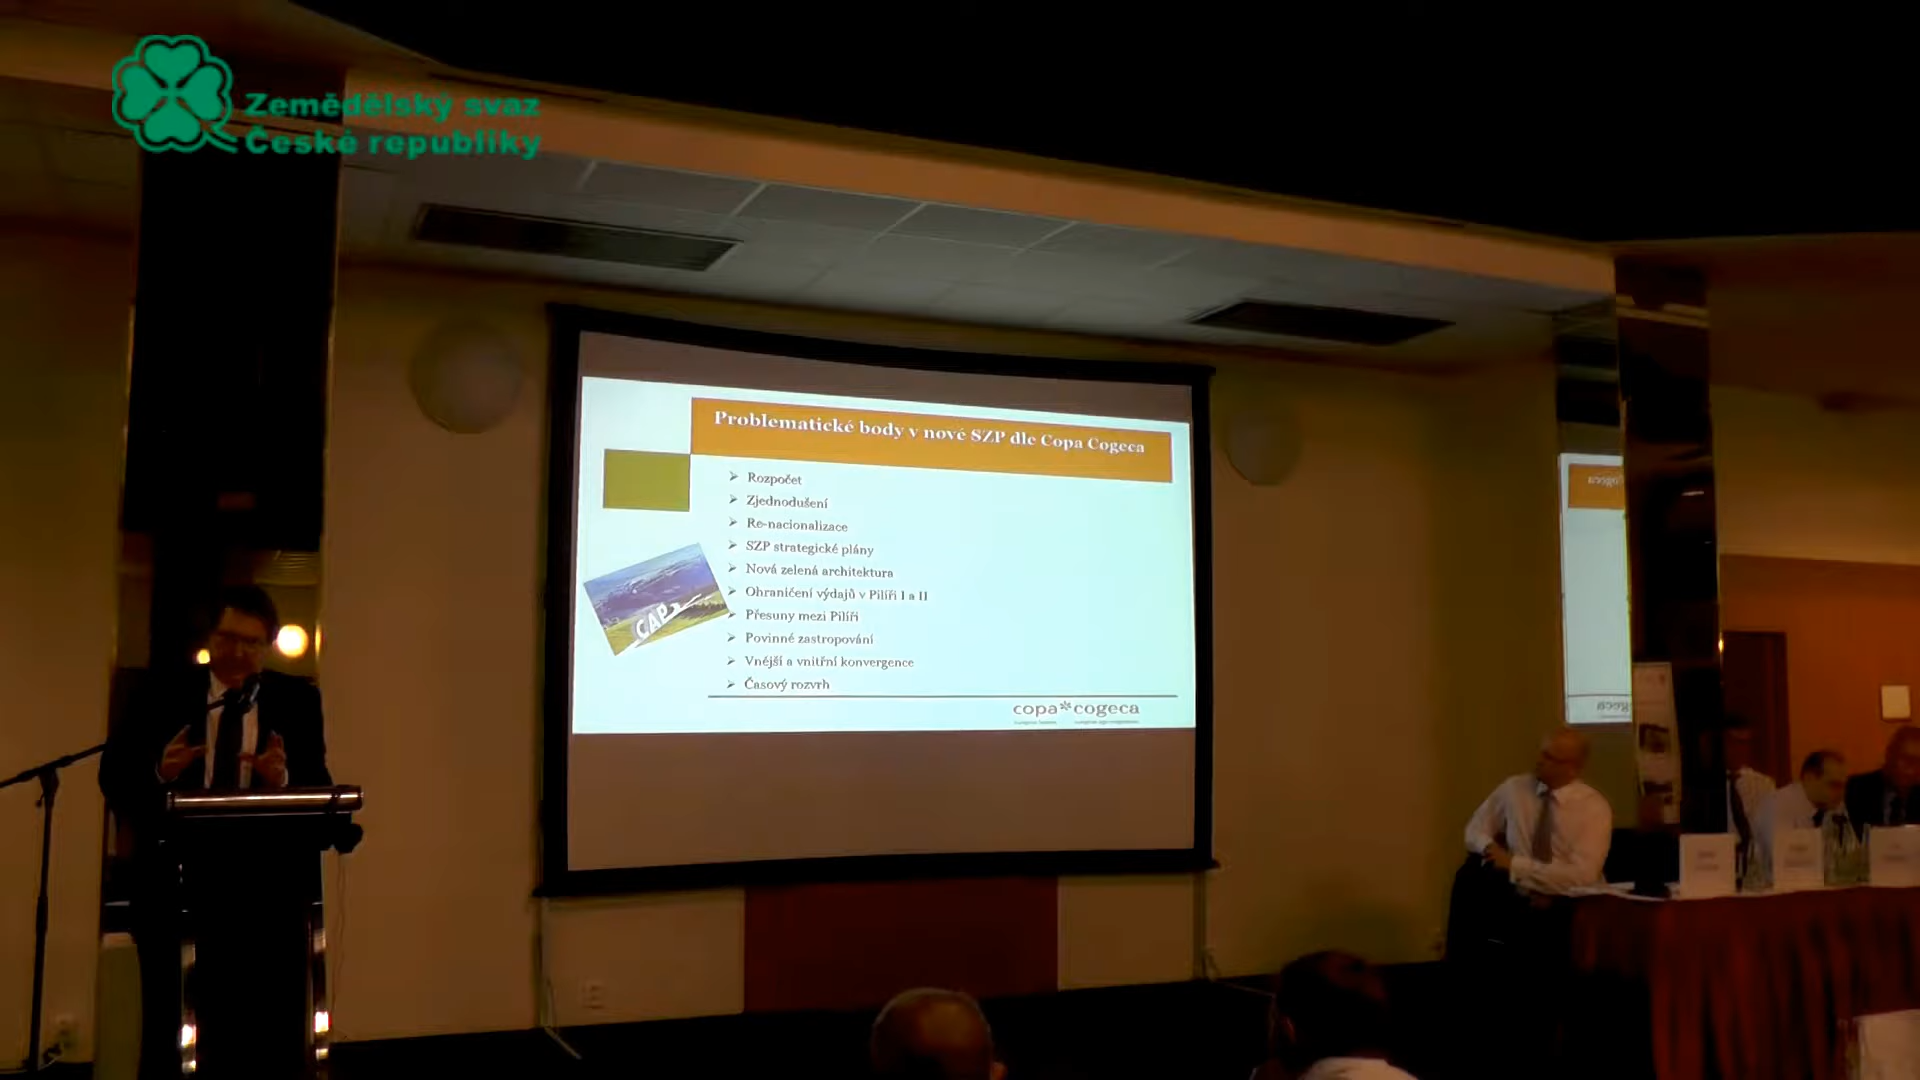 Zemědělský svaz
České republiky
Problematické body v nové SZP dle Copa Cogeca
Rozpočet
Zjednodušení
Re-nacionalizace
SZP strategické plány
Nová zelená architektura
Ohraničení výdajů v Pilíři I a II
Přesuny mezi Pilíři
Povinné zastropování
Vnější a vnitřní konvergence
Časový rozvrh
CAP
copa*cogeca